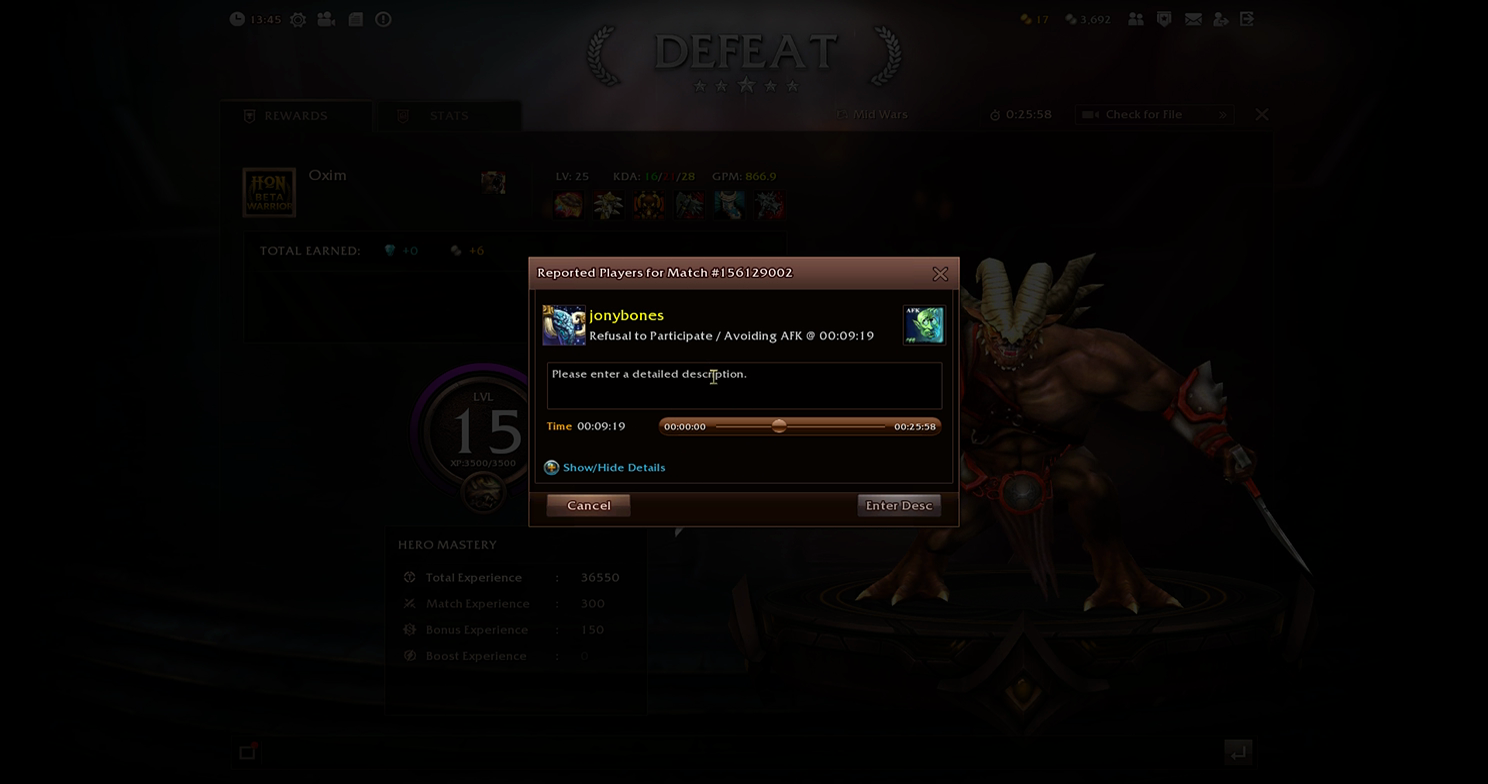 13:45
17
3,692
DEFEAT
REWARDS
STATS
Mid Wars
0:25:58
Check for File
HON
BETA
WARRIOR
Oxim
LV: 25
KDA: 16/21/28
GPM: 866.9
TOTAL EARNED:
+0
+6
Reported Players for Match #156129002
jonybones
Refusal to Participate / Avoiding AFK @ 00:09:19
AFK
Please enter a detailed description.
Time 00:09:19
00:00:00
00:25:58
Show/Hide Details
Cancel
Enter Desc
LVL
15
XP:3500/3500
HERO MASTERY
Total Experience : 36550
Match Experience : 300
Bonus Experience : 150
Boost Experience : 0